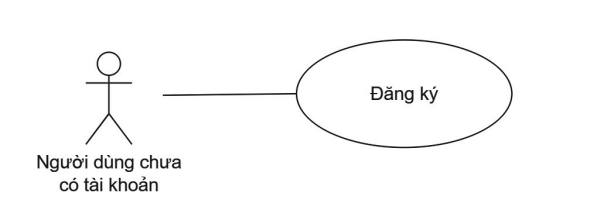 Đăng ký
Người dùng chưa
có tài khoản